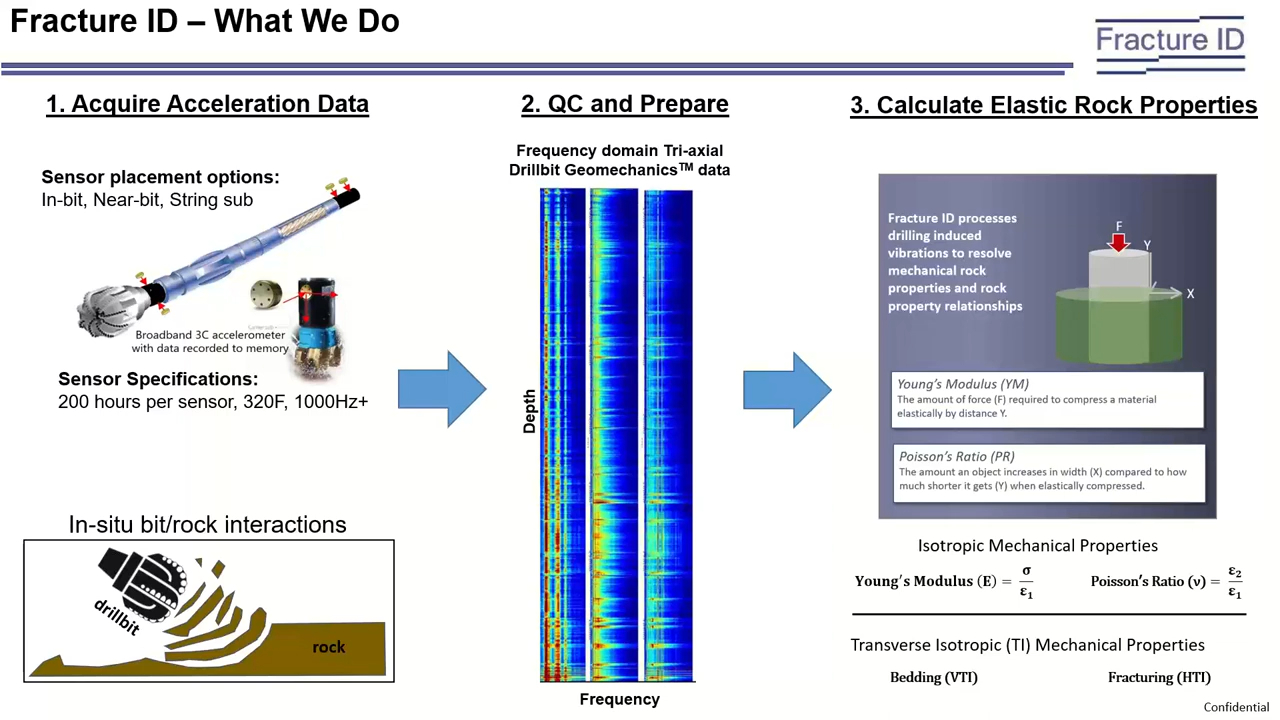 Fracture ID – What We Do
Fracture ID
1. Acquire Acceleration Data
Sensor placement options:
In-bit, Near-bit, String sub
Broadband 3C accelerometer
with data recorded to memory
Sensor Specifications:
200 hours per sensor, 320F, 1000Hz+
In-situ bit/rock interactions
drillbit
rock
2. QC and Prepare
Frequency domain Tri-axial
Drillbit Geomechanics™ data
Depth
Frequency
3. Calculate Elastic Rock Properties
Fracture ID processes
drilling induced
vibrations to resolve
mechanical rock
properties and rock
property relationships
F
Y
X
Young's Modulus (YM)
The amount of force (F) required to compress a material
elastically by distance Y.
Poisson's Ratio (PR)
The amount an object increases in width (X) compared to how
much shorter it gets (Y) when elastically compressed.
Isotropic Mechanical Properties
Young's Modulus (E) = σ/ε₁
Poisson's Ratio (ν) = ε₂/ε₁
Transverse Isotropic (TI) Mechanical Properties
Bedding (VTI)
Fracturing (HTI)
Confidential